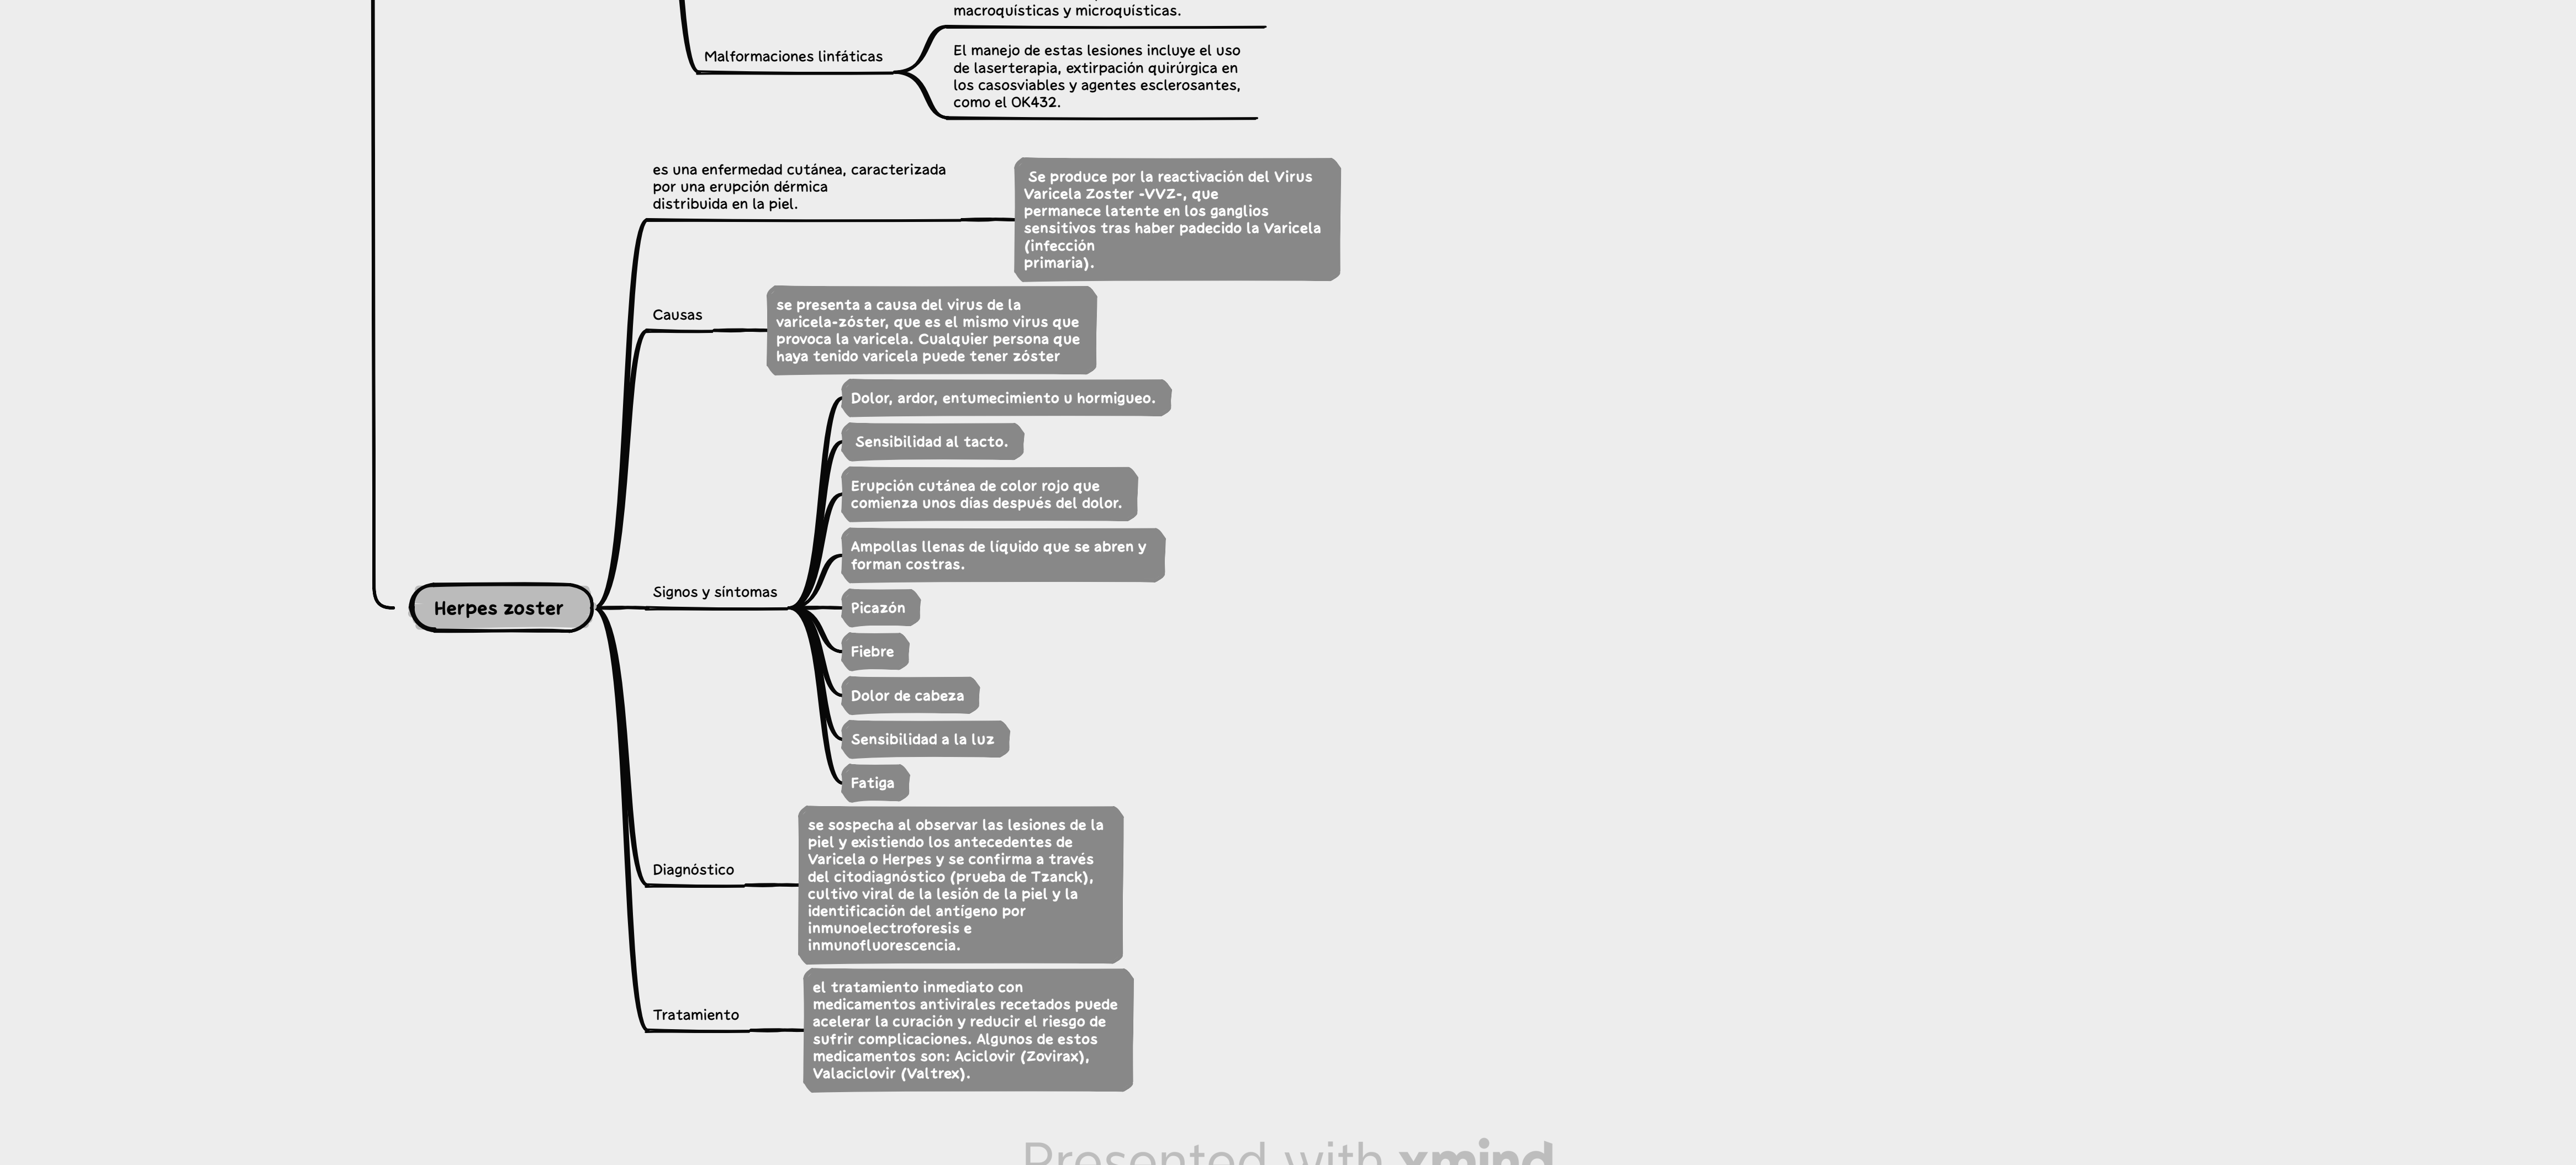 macroquísticas y microquísticas.
Malformaciones linfáticas
El manejo de estas lesiones incluye el uso
de laserterapia, extirpación quirúrgica en
los casosviables y agentes esclerosantes,
como el OK432.
Herpes zoster
es una enfermedad cutánea, caracterizada
por una erupción dérmica
distribuida en la piel.
Se produce por la reactivación del Virus
Varicela Zoster -VVZ-, que
permanece latente en los ganglios
sensitivos tras haber padecido la Varicela
(infección
primaria).
Causas
se presenta a causa del virus de la
varicela-zóster, que es el mismo virus que
provoca la varicela. Cualquier persona que
haya tenido varicela puede tener zóster
Signos y síntomas
Dolor, ardor, entumecimiento u hormigueo.
Sensibilidad al tacto.
Erupción cutánea de color rojo que
comienza unos días después del dolor.
Ampollas llenas de líquido que se abren y
forman costras.
Picazón
Fiebre
Dolor de cabeza
Sensibilidad a la luz
Fatiga
Diagnóstico
se sospecha al observar las lesiones de la
piel y existiendo los antecedentes de
Varicela o Herpes y se confirma a través
del citodiagnóstico (prueba de Tzanck),
cultivo viral de la lesión de la piel y la
identificación del antígeno por
inmunoelectroforesis e
inmunofluorescencia.
Tratamiento
el tratamiento inmediato con
medicamentos antivirales recetados puede
acelerar la curación y reducir el riesgo de
sufrir complicaciones. Algunos de estos
medicamentos son: Aciclovir (Zovirax),
Valaciclovir (Valtrex).
Presented with xmind